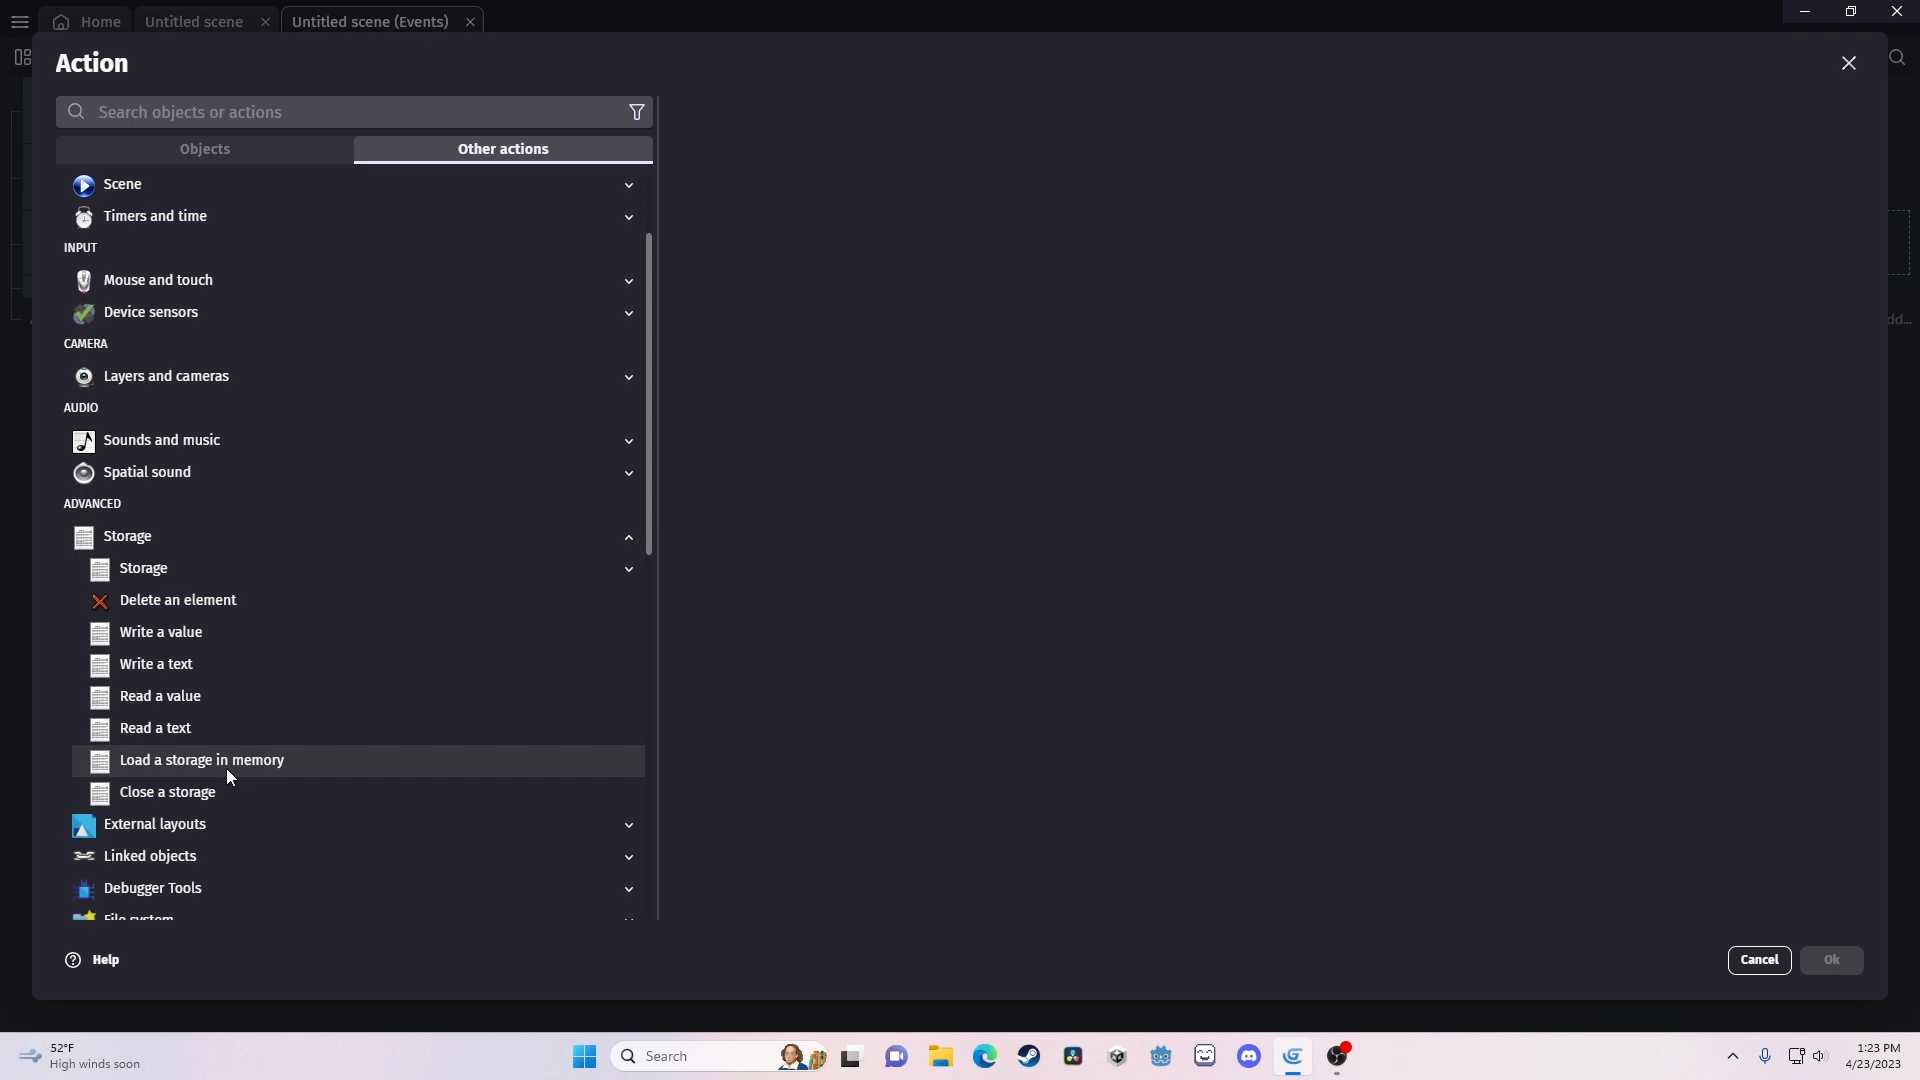 Home
Untitled scene
Untitled scene (Events)
Action
Search objects or actions
Objects
Other actions
Scene
Timers and time
INPUT
Mouse and touch
Device sensors
CAMERA
Layers and cameras
AUDIO
Sounds and music
Spatial sound
ADVANCED
Storage
Storage
Delete an element
Write a value
Write a text
Read a value
Read a text
Load a storage in memory
Close a storage
External layouts
Linked objects
Debugger Tools
File system
dd...
Help
Cancel
Ok
52°F
High winds soon
Search
1:23 PM
4/23/2023